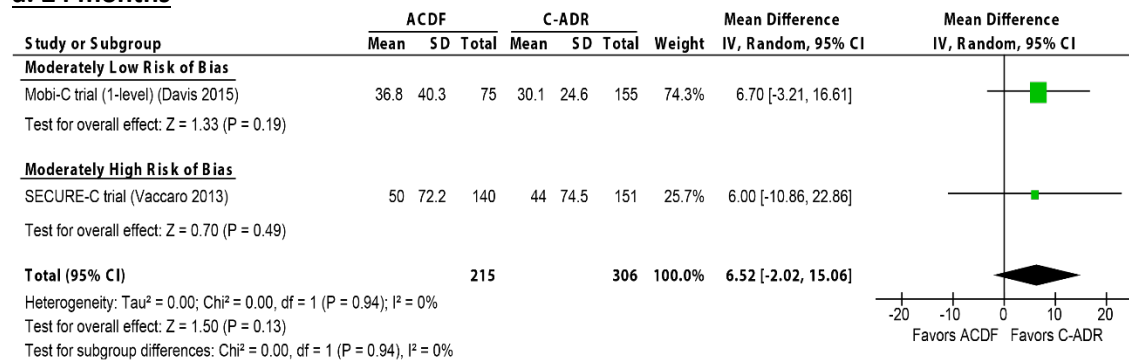 a. 24 months
ACDF C-ADR Mean Difference Mean Difference
Study or Subgroup Mean SD Total Mean SD Total Weight IV, Random, 95% CI IV, Random, 95% CI
Moderately Low Risk of Bias
Mobi-C trial (1-level) (Davis 2015) 36.8 40.3 75 30.1 24.6 155 74.3% 6.70 [-3.21, 16.61]
Test for overall effect: Z = 1.33 (P = 0.19)
Moderately High Risk of Bias
SECURE-C trial (Vaccaro 2013) 50 72.2 140 44 74.5 151 25.7% 6.00 [-10.86, 22.86]
Test for overall effect: Z = 0.70 (P = 0.49)
Total (95% CI) 215 306 100.0% 6.52 [-2.02, 15.06]
Heterogeneity: Tau² = 0.00; Chi² = 0.00, df = 1 (P = 0.94); I² = 0%
Test for overall effect: Z = 1.50 (P = 0.13)
Test for subgroup differences: Chi² = 0.00, df = 1 (P = 0.94), I² = 0%
-20 -10 0 10 20
Favors ACDF Favors C-ADR